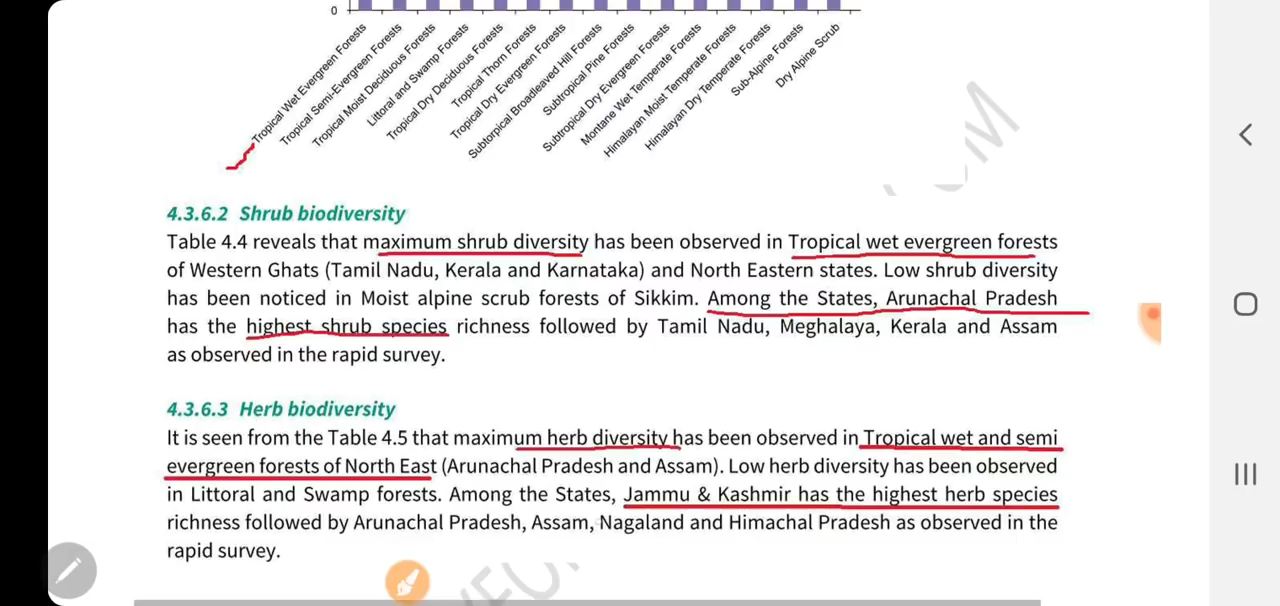 0
Tropical Wet Evergreen Forests
Tropical Semi-Evergreen Forests
Tropical Moist Deciduous Forests
Littoral and Swamp Forests
Tropical Dry Deciduous Forests
Tropical Thorn Forests
Tropical Dry Evergreen Forests
Subtorpical Broadleaved Hill Forests
Subtropical Pine Forests
Subtropical Dry Evergreen Forests
Montane Wet Temperate Forests
Himalayan Moist Temperate Forests
Himalayan Dry Temperate Forests
Sub-Alpine Forests
Dry Alpine Scrub
4.3.6.2 Shrub biodiversity
Table 4.4 reveals that maximum shrub diversity has been observed in Tropical wet evergreen forests
of Western Ghats (Tamil Nadu, Kerala and Karnataka) and North Eastern states. Low shrub diversity
has been noticed in Moist alpine scrub forests of Sikkim. Among the States, Arunachal Pradesh
has the highest shrub species richness followed by Tamil Nadu, Meghalaya, Kerala and Assam
as observed in the rapid survey.
4.3.6.3 Herb biodiversity
It is seen from the Table 4.5 that maximum herb diversity has been observed in Tropical wet and semi
evergreen forests of North East (Arunachal Pradesh and Assam). Low herb diversity has been observed
in Littoral and Swamp forests. Among the States, Jammu & Kashmir has the highest herb species
richness followed by Arunachal Pradesh, Assam, Nagaland and Himachal Pradesh as observed in the
rapid survey.